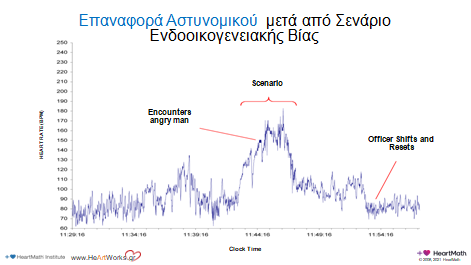 Επαναφορά Αστυνομικού μετά από Σενάριο
Ενδοοικογενειακής Βίας
250
240
230
220
210
200
190
180
170
160
150
140
130
120
110
100
90
80
70
60
HEART RATE (BPM)
Scenario
Encounters
angry man
Officer Shifts and
Resets
11:29:16
11:34:16
11:39:16
11:44:16
11:49:16
11:54:16
Clock Time
HeartMath Institute
www.HeArtWorks.gr
HeartMath